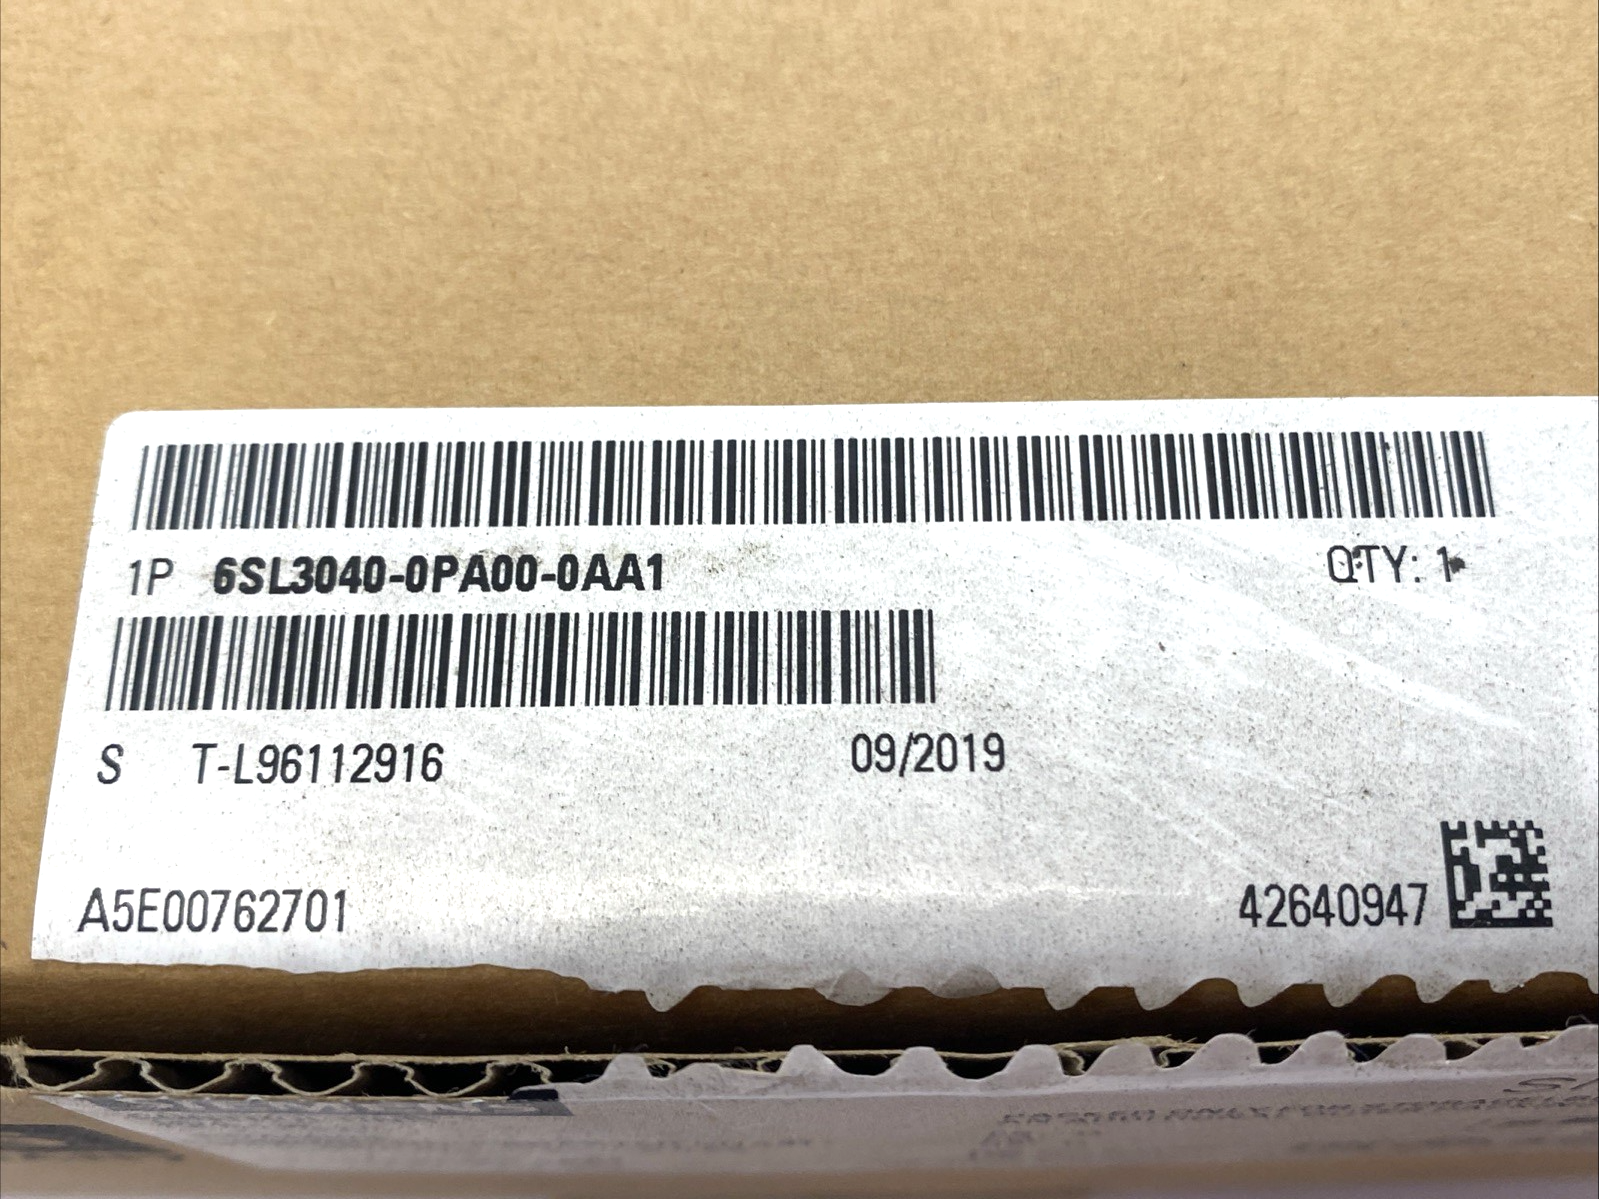 1P 6SL3040-0PA00-0AA1 QTY: 1
S T-L96112916 09/2019
A5E00762701 42640947